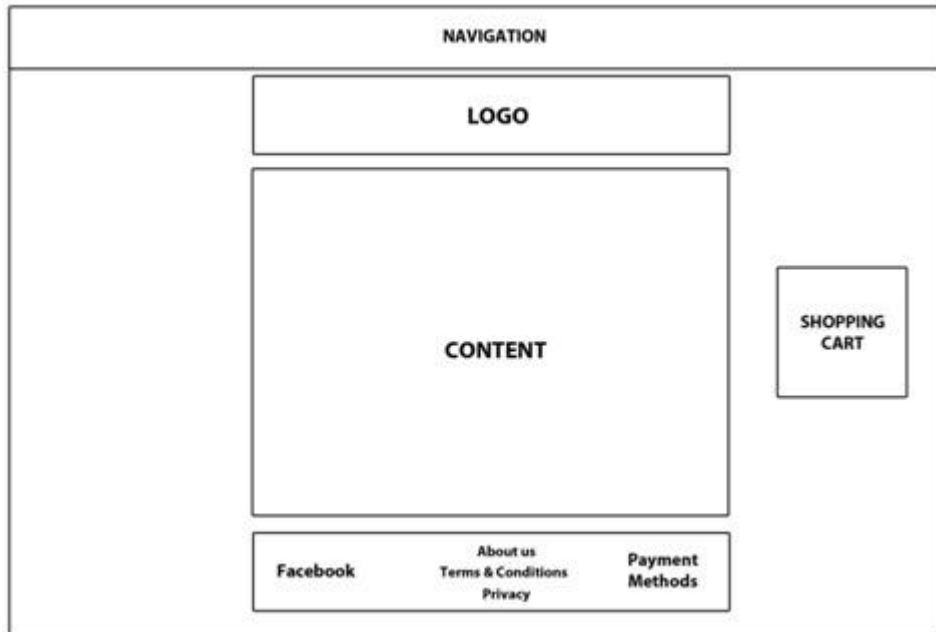 NAVIGATION
LOGO
CONTENT
SHOPPING
CART
Facebook
About us
Terms & Conditions
Privacy
Payment
Methods